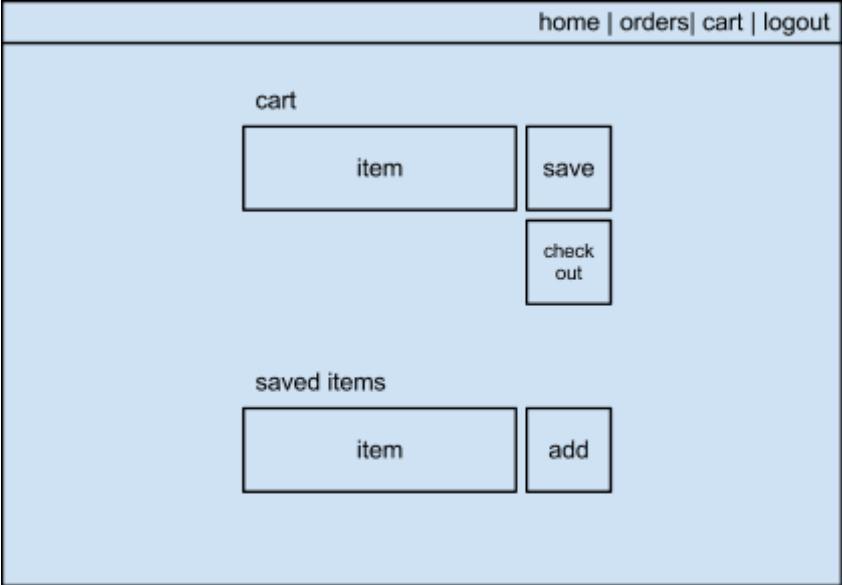 home | orders| cart | logout
cart
item
save
check
out
saved items
item
add